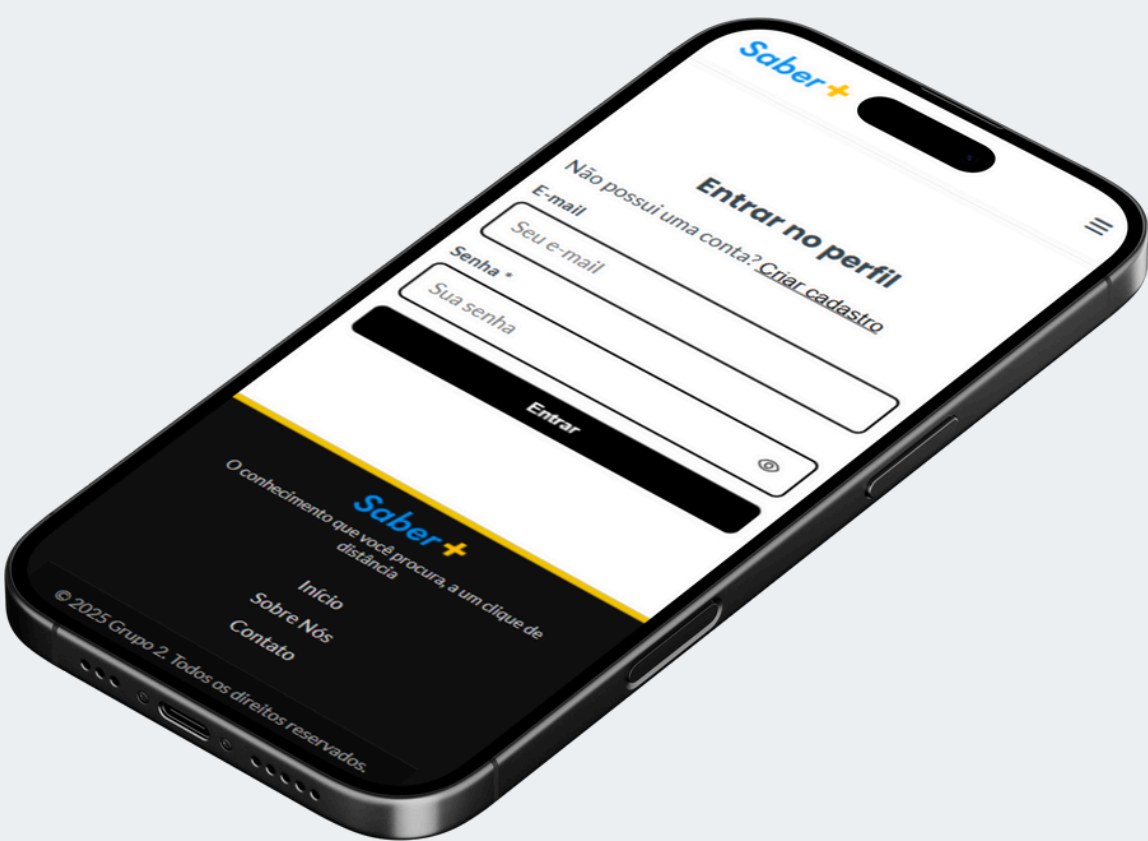 Saber+
Entrar no perfil
Não possui uma conta? Criar cadastro
E-mail
Seu e-mail
Senha *
Sua senha
Entrar
Saber+
O conhecimento que você procura, a um clique de
distância
Início
Sobre Nós
Contato
© 2025 Grupo 2. Todos os direitos reservados.